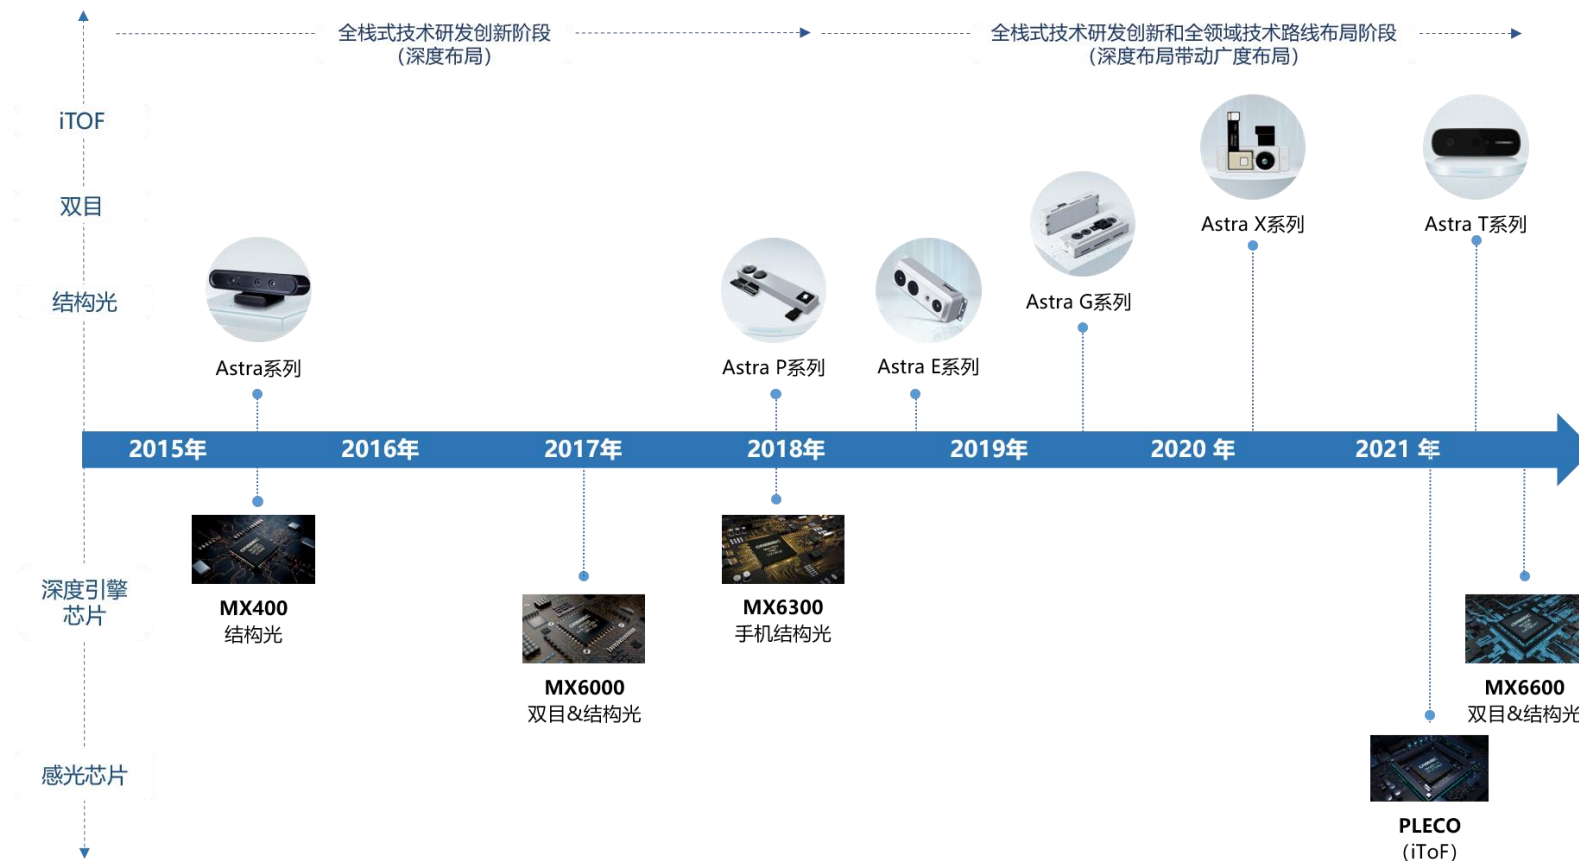 全栈式技术研发创新阶段
（深度布局）
全栈式技术研发创新和全领域技术路线布局阶段
（深度布局带动广度布局）
iTOF
双目
结构光
Astra系列
Astra P系列
Astra E系列
Astra G系列
Astra X系列
Astra T系列
2015年
2016年
2017年
2018年
2019年
2020 年
2021 年
深度引擎
芯片
MX400
结构光
MX6000
双目&结构光
MX6300
手机结构光
MX6600
双目&结构光
感光芯片
PLECO
（iToF）